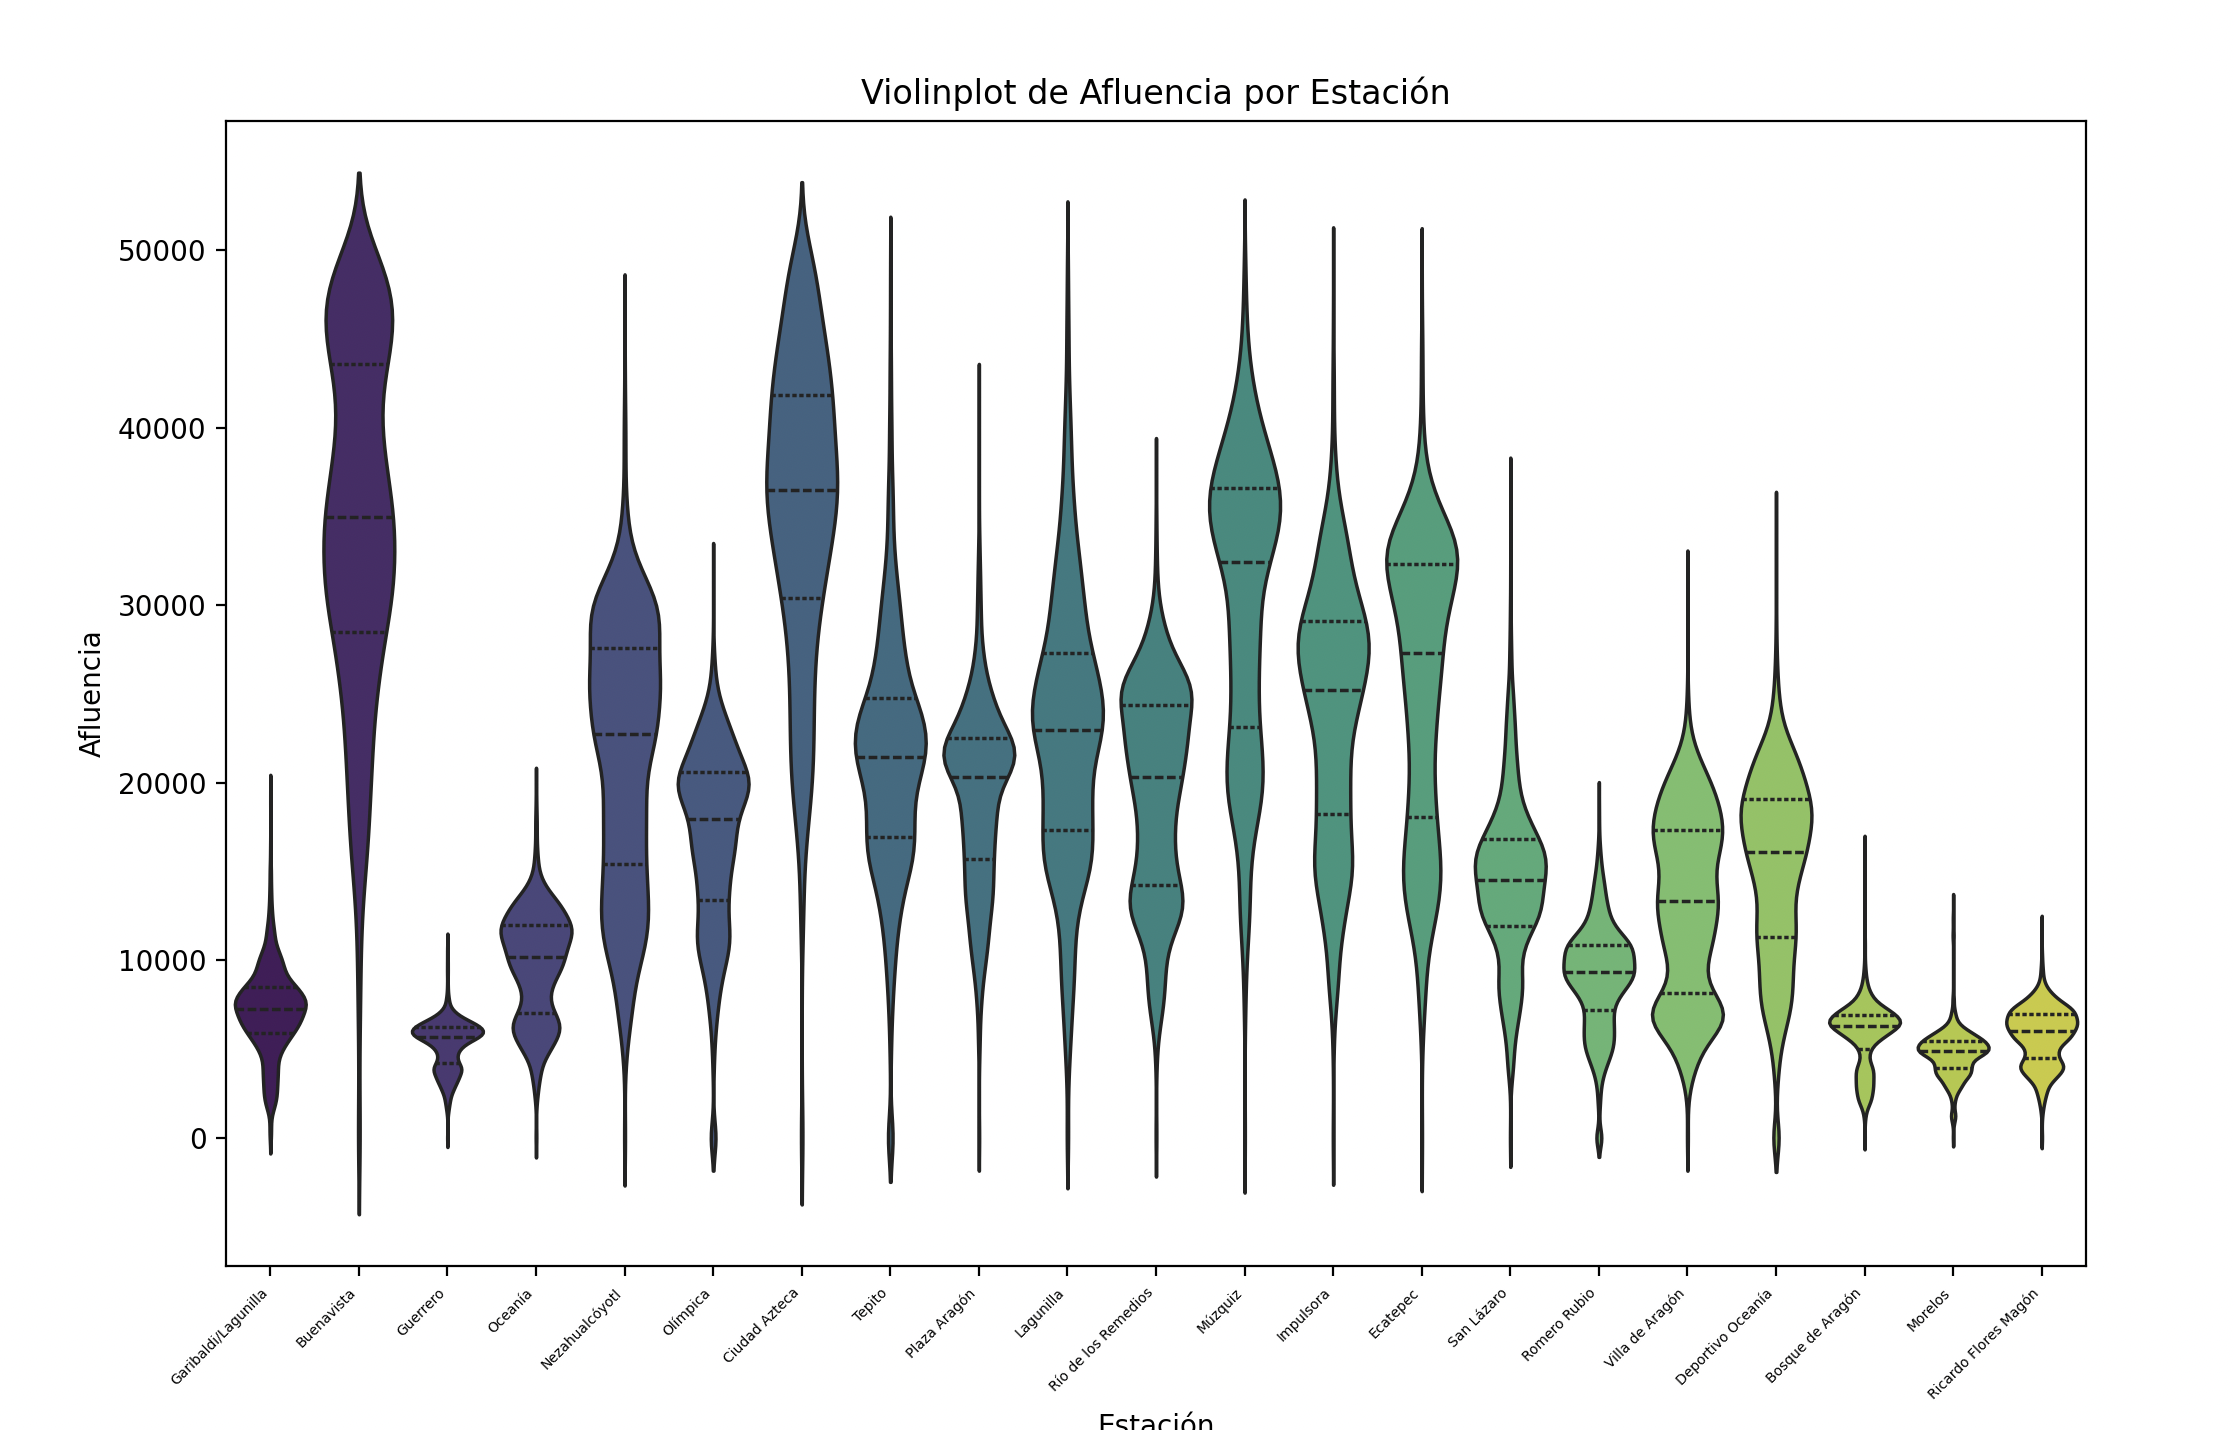 Violinplot de Afluencia por Estación
Afluencia
50000
40000
30000
20000
10000
0
Garibaldi/Lagunilla
Buenavista
Guerrero
Oceanía
Nezahualcóyotl
Olímpica
Ciudad Azteca
Tepito
Plaza Aragón
Lagunilla
Río de los Remedios
Múzquiz
Impulsora
Ecatepec
San Lázaro
Romero Rubio
Villa de Aragón
Deportivo Oceanía
Bosque de Aragón
Morelos
Ricardo Flores Magón
Estación